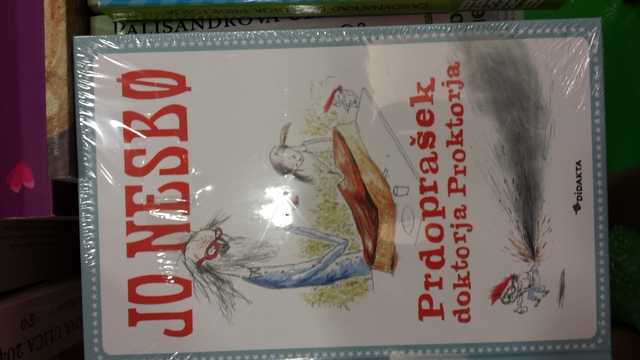 JO NESBØ
Prdoprašek
doktorja Proktorja
DIDAKTA
PALISANDROVA